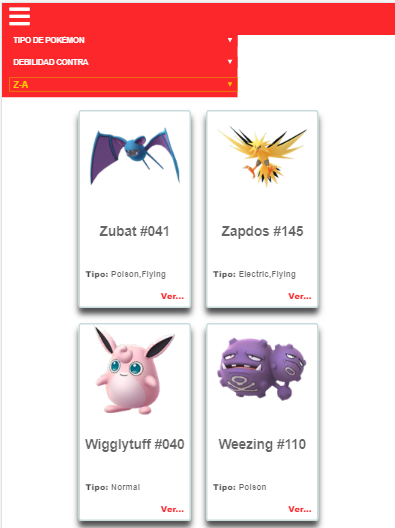 TIPO DE POKÉMON
DEBILIDAD CONTRA
Z-A
Zubat #041
Zapdos #145
Tipo: Poison,Flying
Tipo: Electric,Flying
Ver...
Ver...
Wigglytuff #040
Weezing #110
Tipo: Normal
Tipo: Poison
Ver...
Ver...